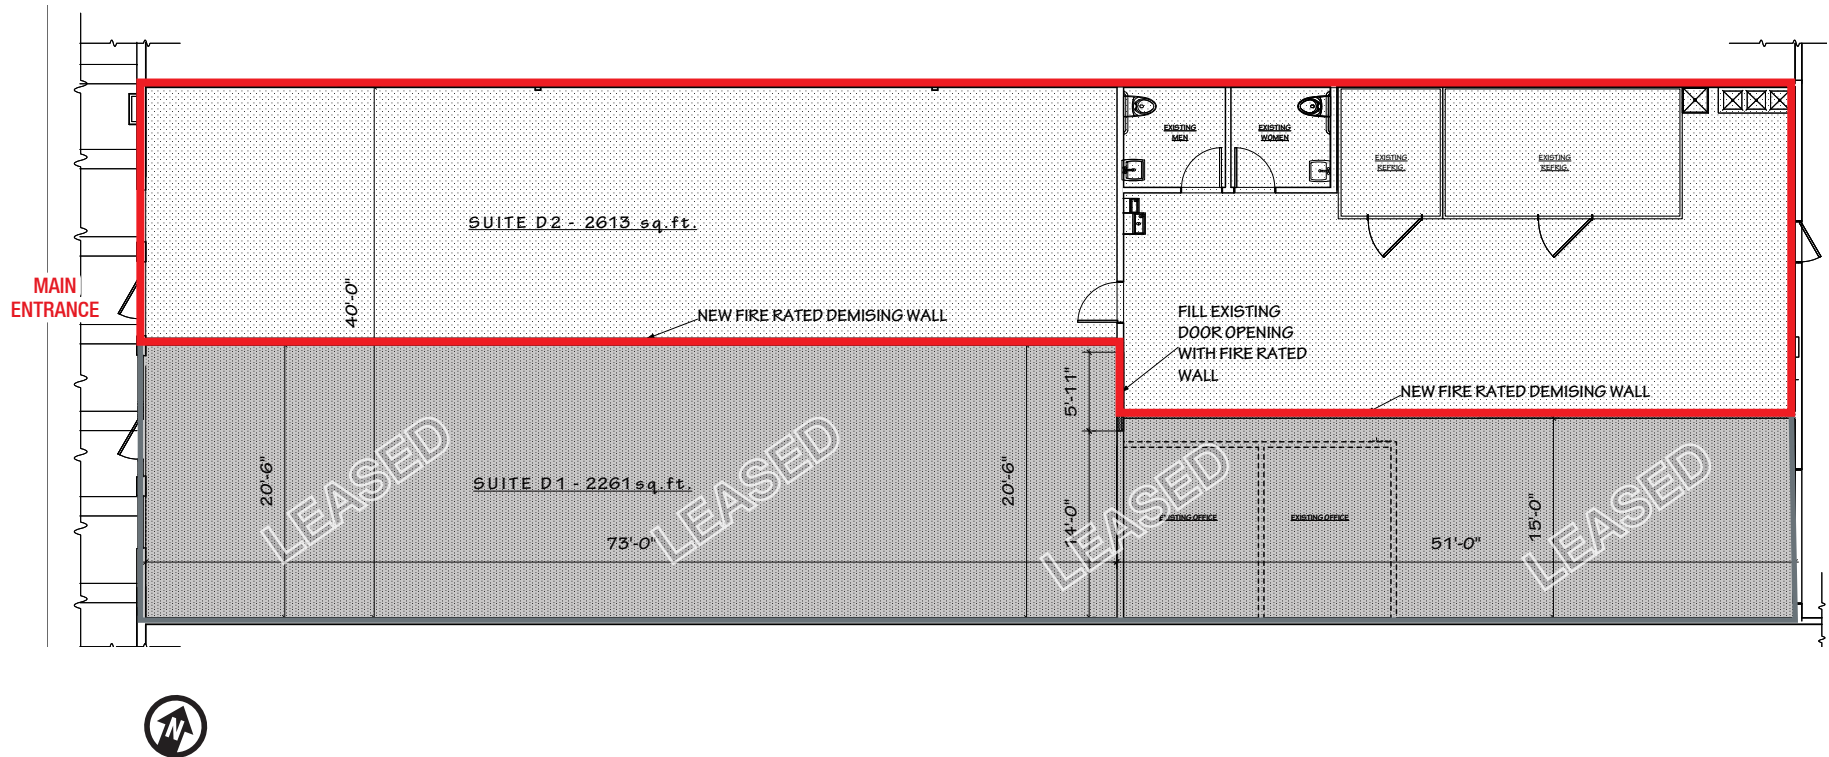 EXISTING
MEN
EXISTING
WOMEN
EXISTING
REFRIG.
EXISTING
REFRIG.
SUITE D2 - 2613 sq.ft.
MAIN
ENTRANCE
40'-0"
NEW FIRE RATED DEMISING WALL
FILL EXISTING
DOOR OPENING
WITH FIRE RATED
WALL
NEW FIRE RATED DEMISING WALL
5'-11"
20'-6"
LEASED
SUITE D1 - 2261 sq.ft.
73'-0"
LEASED
20'-6"
14'-0"
LEASED
EXISTING OFFICE
EXISTING OFFICE
51'-0"
15'-0"
LEASED
N